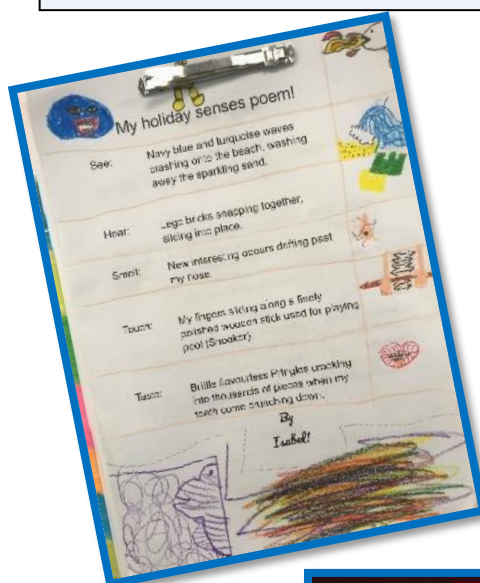 My holiday senses poem!
See:
Navy blue and turquoise waves
crashing onto the beach, washing
away the sparkling sand.
Hear:
Lego bricks snapping together,
sliding into place.
Smell:
New interesting odours drifting past
my nose.
Touch:
My fingers sliding along a finely
polished wooden stick used for playing
pool (Snooker).
Taste:
Brittle flavourless Pringles cracking
into thousands of pieces when my
teeth come crunching down.
By
Isabel!